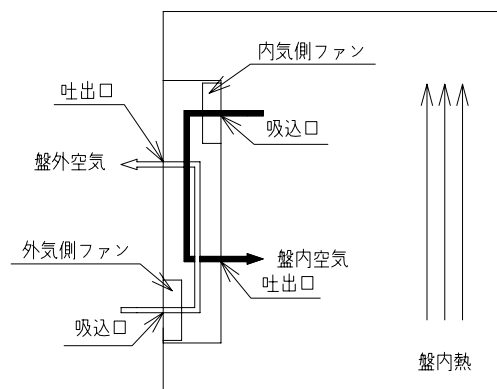 内気側ファン
吐出口
吸込口
盤外空気
外気側ファン
盤内空気
吐出口
吸込口
盤内熱